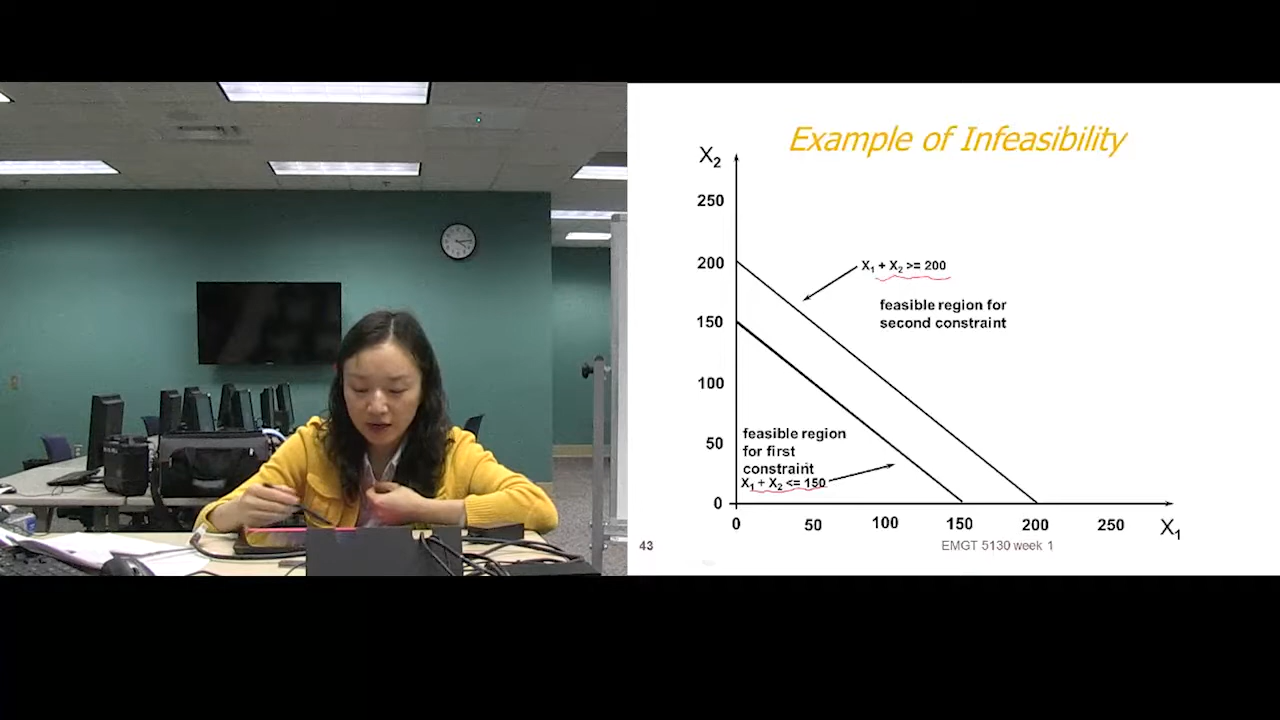 Example of Infeasibility
X₂
250
200
150
100
50
0
X₁ + X₂ >= 200
feasible region for
second constraint
feasible region
for first
constraint
X₁ + X₂ <= 150
0 50 100 150 200 250 X₁
43 EMGT 5130 week 1